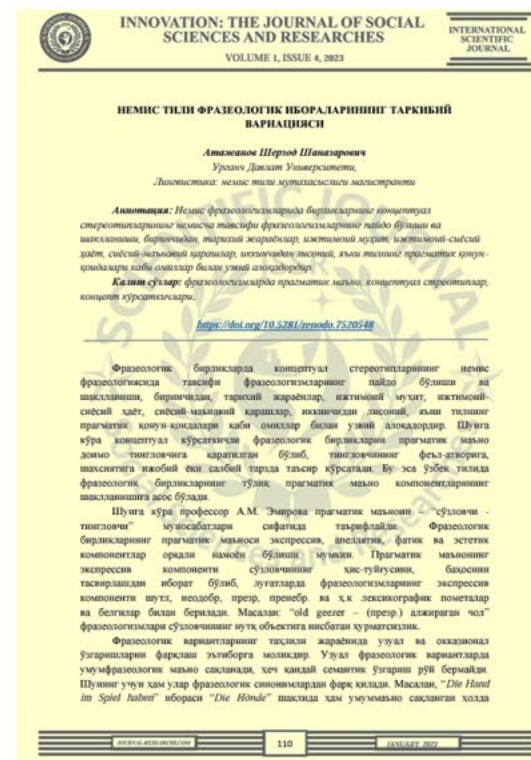 INNOVATION: THE JOURNAL OF SOCIAL
SCIENCES AND RESEARCHES
VOLUME 1, ISSUE 4, 2023
INTERNATIONAL
SCIENTIFIC
JOURNAL
НЕМИС ТИЛИ ФРАЗЕОЛОГИК ИБОРАЛАРИНИНГ ТАРКИБИЙ
ВАРИАЦИЯСИ
Атажанов Шерзод Шаназарович
Урганч Давлат Университети,
Лингвистика: немис тили мутахасислиги магистранти
Аннотация: Немис фразеологизмларида бирликларнинг концептуал
стереотипларининг немисча тавсифи фразеологизмларнинг пайдо бўлиши ва
шаклланиши, биринчидан, тарихий жараёнлар, ижтимоий муҳит, ижтимоий-сиёсий
ҳаёт, сиёсий-маънавий қарашлар, иккинчидан лисоний, яъни тилнинг прагматик қонун-
қоидалари каби омиллар билан узвий алоқадордир.
Калит сўзлар: фразеологизмларда прагматик маъно, концептуал стреотиплар,
концепт кўрсаткичлари.
https://doi.org/10.5281/zenodo.7520548
Фразеологик бирликларда концептуал стереотипларининг немис
фразеологиясида тавсифи фразеологизмларнинг пайдо бўлиши ва
шаклланиши, биринчидан, тарихий жараёнлар, ижтимоий муҳит, ижтимоий-
сиёсий ҳаёт, сиёсий-маънавий қарашлар, иккинчидан лисоний, яъни тилнинг
прагматик қонун-қоидалари каби омиллар билан узвий алоқадордир. Шунга
кўра концептуал кўрсаткичли фразеологик бирликларни прагматик маъно
доимо тингловчига қаратилган бўлиб, тингловчининг феъл-атворига,
шахсиятига ижобий ёки салбий тарзда таъсир кўрсатади. Бу эса ўзбек тилида
фразеологик бирликларнинг тўлиқ прагматик маъно компонентларининг
шаклланишига асос бўлади.
Шунга кўра профессор А.М. Эмирова прагматик маънони – “сўзловчи -
тингловчи” муносабатлари сифатида таърифлайди. Фразеологик
бирликларнинг прагматик маъноси экспрессив, апеллятив, фатик ва эстетик
компонентлар орқали намоён бўлиши мумкин. Прагматик маънонинг
экспрессив компоненти сўзловчининг ҳис-туйғусини, баҳосини
тасвирлашдан иборат бўлиб, луғатларда фразеологизмларнинг экспрессив
компоненти шутл, неодобр, презр, пренебр. ва ҳ.к лексикографик пометалар
ва белгилар билан берилади. Масалан: “old geezer – (презр.) алжираган чол”
фразеологизмлари сўзловчининг нутқ объектига нисбатан ҳурматсизлик.
Фразеологик вариантларнинг таҳлили жараёнида узуал ва окказионал
ўзгаришларни фарқлаш эътиборга моликдир. Узуал фразеологик вариантларда
умумфразеологик маъно сақланади, ҳеч қандай семантик ўзгариш рўй бермайди.
Шунинг учун ҳам улар фразеологик синонимлардан фарқ қилади. Масалан, “Die Hand
im Spiel haben” ибораси “Die Hönde” шаклида ҳам умуммаъно сақланган ҳолда
JOURNAL-RESEARCHS.COM
110
JANUARY, 2023